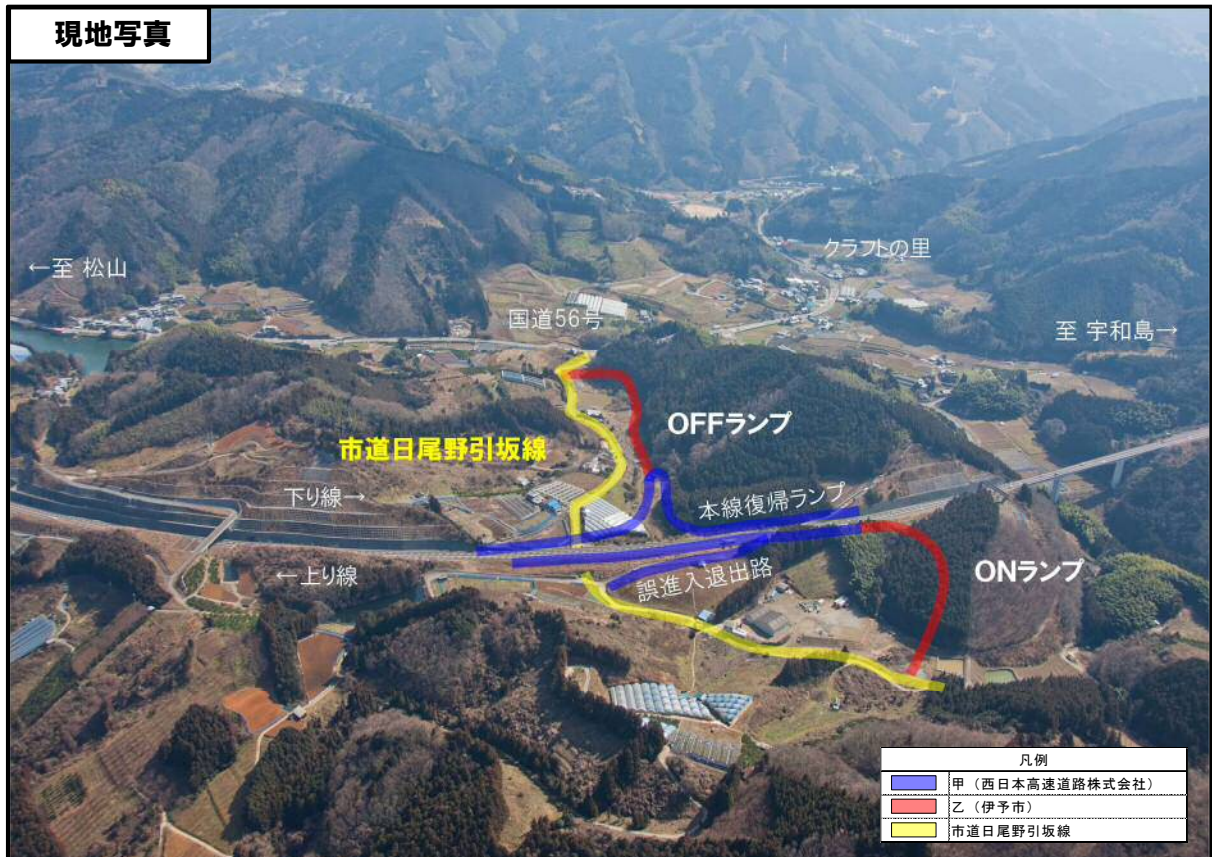 現地写真
クラフトの里
←至 松山
国道56号
至 宇和島→
OFFランプ
市道日尾野引坂線
下り線→
本線復帰ランプ
←上り線
誤進入退出路
ONランプ
凡例
甲（西日本高速道路株式会社）
乙（伊予市）
市道日尾野引坂線